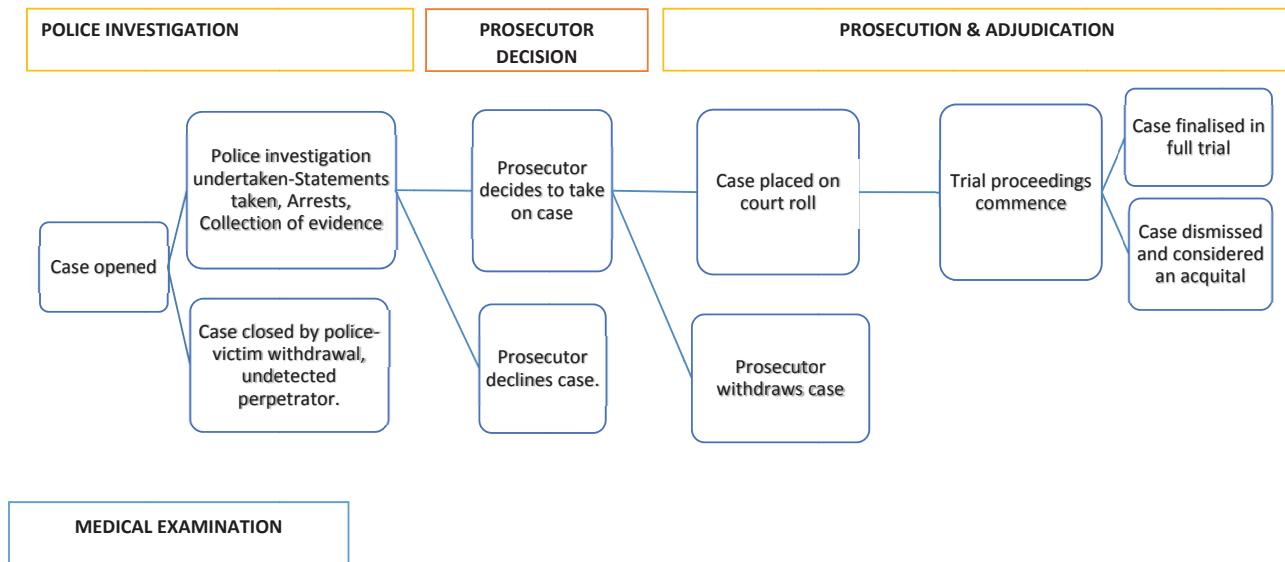 POLICE INVESTIGATION
PROSECUTOR
DECISION
PROSECUTION & ADJUDICATION
Case opened
Police investigation
undertaken-Statements
taken, Arrests,
Collection of evidence
Case closed by police-
victim withdrawal,
undetected
perpetrator.
Prosecutor
decides to take
on case
Prosecutor
declines case.
Case placed on
court roll
Prosecutor
withdraws case
Trial proceedings
commence
Case finalised in
full trial
Case dismissed
and considered
an acquital
MEDICAL EXAMINATION